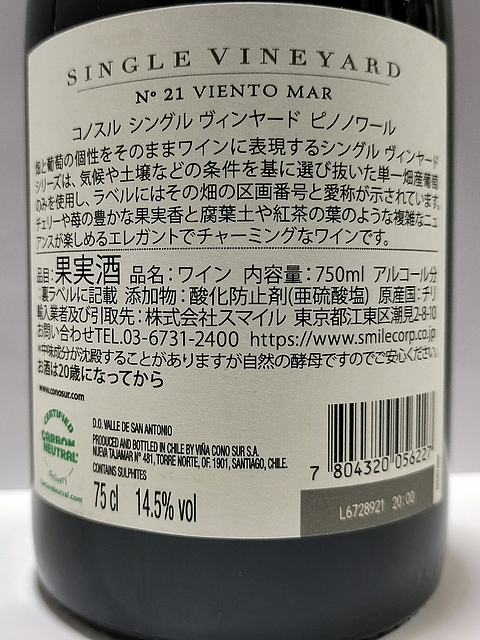 SINGLE VINEYARD
Nº 21 VIENTO MAR
コノスル シングル ヴィンヤード ピノノワール
畑と葡萄の個性をそのままワインに表現するシングル ヴィンヤード
シリーズは、気候や土壌などの条件を基に選び抜いた単一畑産葡萄
のみを使用し、ラベルにはその畑の区画番号と愛称が示されています。
チェリーや苺の豊かな果実香と腐葉土や紅茶の葉のような複雑なニュ
アンスが楽しめるエレガントでチャーミングなワインです。
品目:果実酒 品名:ワイン 内容量:750ml アルコール分
:裏ラベルに記載 添加物:酸化防止剤(亜硫酸塩) 原産国:チリ
輸入業者及び引取先:株式会社スマイル 東京都江東区潮見2-8-10
お問い合わせTEL.03-6731-2400 https://www.smilecorp.co.jp
*中味成分が沈殿することがありますが自然の酵母ですのでご安心ください。
お酒は20歳になってから
www.conosur.com
CERTIFIED
CARBON
NEUTRAL
delivery
CarbonNeutral.com
D.O. VALLE DE SAN ANTONIO
PRODUCED AND BOTTLED IN CHILE BY VIÑA CONO SUR S.A.
NUEVA TAJAMAR Nº 481, TORRE NORTE, OF. 1901, SANTIAGO, CHILE.
CONTAINS SULPHITES
75 cl 14.5% vol
7 804320 056227
L6728921 20:00